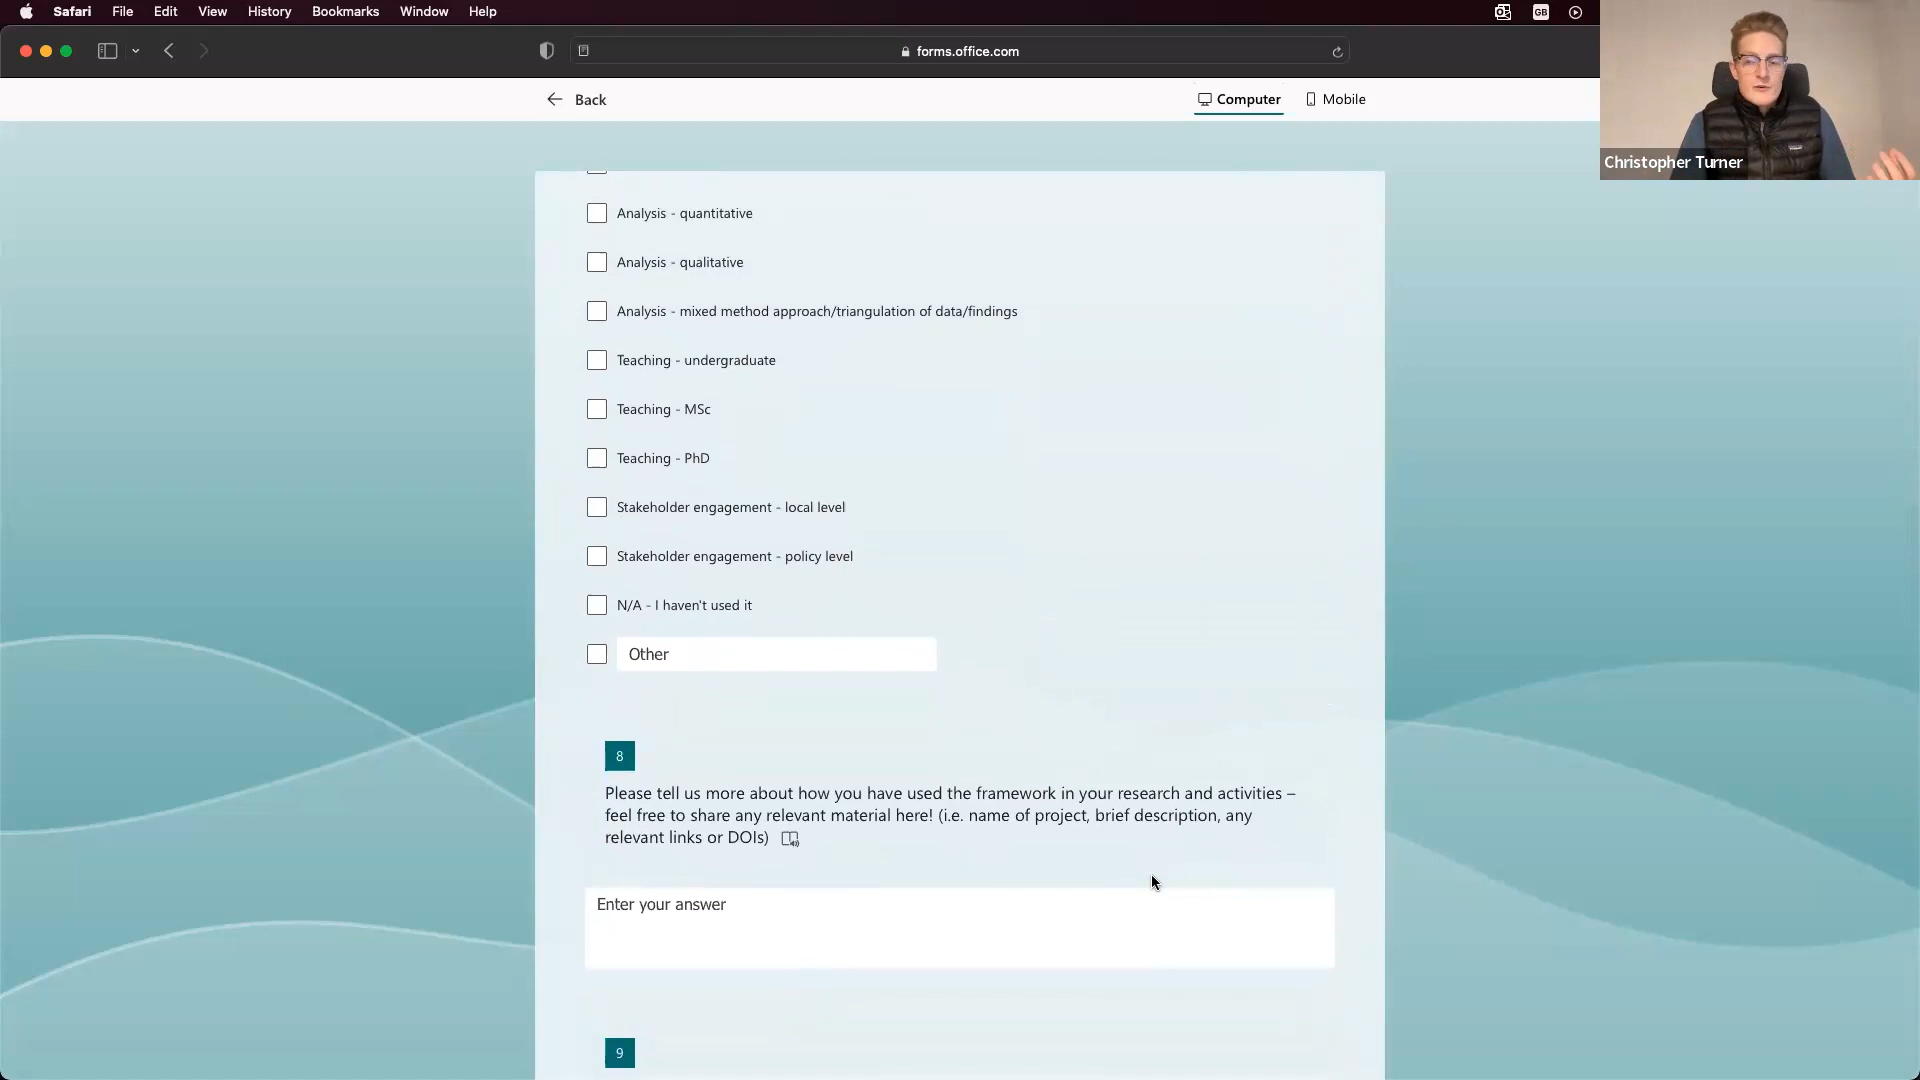 Safari File Edit View History Bookmarks Window Help
GB
forms.office.com
Back
Computer
Mobile
Christopher Turner
Analysis - quantitative
Analysis - qualitative
Analysis - mixed method approach/triangulation of data/findings
Teaching - undergraduate
Teaching - MSc
Teaching - PhD
Stakeholder engagement - local level
Stakeholder engagement - policy level
N/A - I haven't used it
Other
8
Please tell us more about how you have used the framework in your research and activities –
feel free to share any relevant material here! (i.e. name of project, brief description, any
relevant links or DOIs)
Enter your answer
9